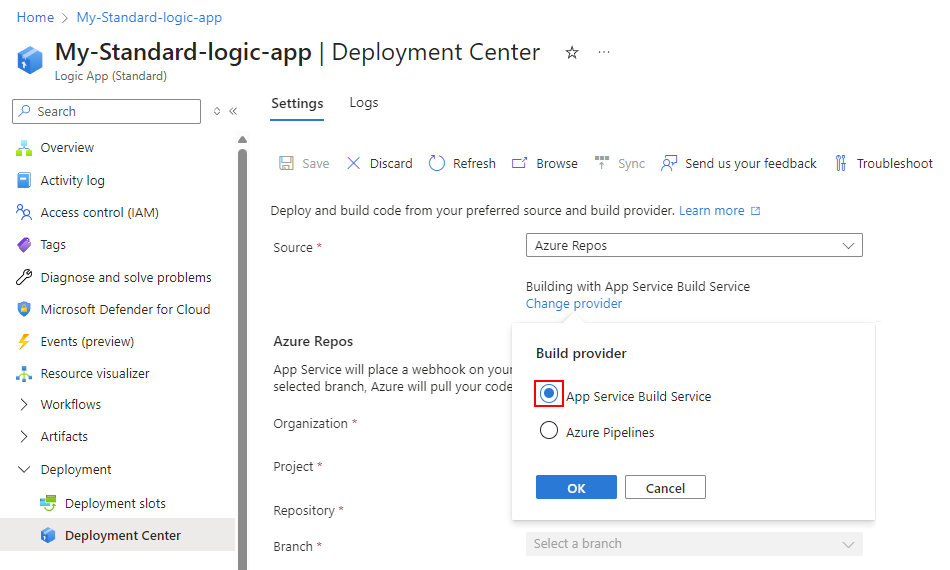 Home > My-Standard-logic-app
My-Standard-logic-app | Deployment Center
Logic App (Standard)
Search
Overview
Activity log
Access control (IAM)
Tags
Diagnose and solve problems
Microsoft Defender for Cloud
Events (preview)
Resource visualizer
Workflows
Artifacts
Deployment
Deployment slots
Deployment Center
Settings Logs
Save Discard Refresh Browse Sync Send us your feedback Troubleshoot
Deploy and build code from your preferred source and build provider. Learn more
Source * Azure Repos
Building with App Service Build Service
Change provider
Azure Repos
App Service will place a webhook on your
selected branch, Azure will pull your code
Organization *
Project *
Repository *
Branch * Select a branch
Build provider
App Service Build Service
Azure Pipelines
OK Cancel